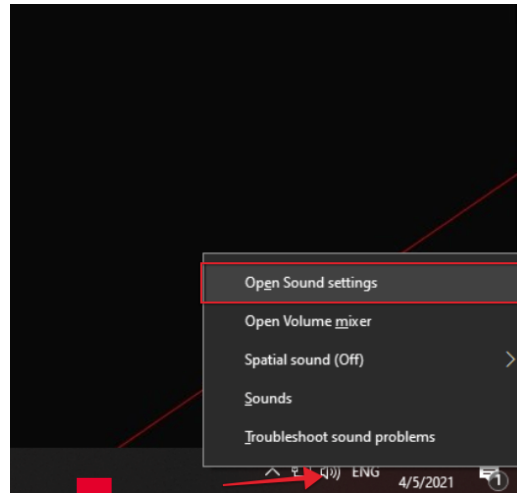 Open Sound settings
Open Volume mixer
Spatial sound (Off)
Sounds
Troubleshoot sound problems
ENG
4/5/2021
1